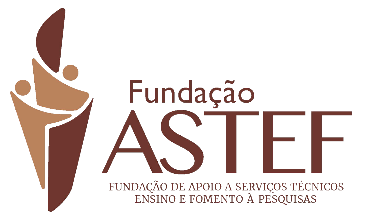 Fundação
ASTEF
FUNDAÇÃO DE APOIO A SERVIÇOS TÉCNICOS
ENSINO E FOMENTO À PESQUISAS